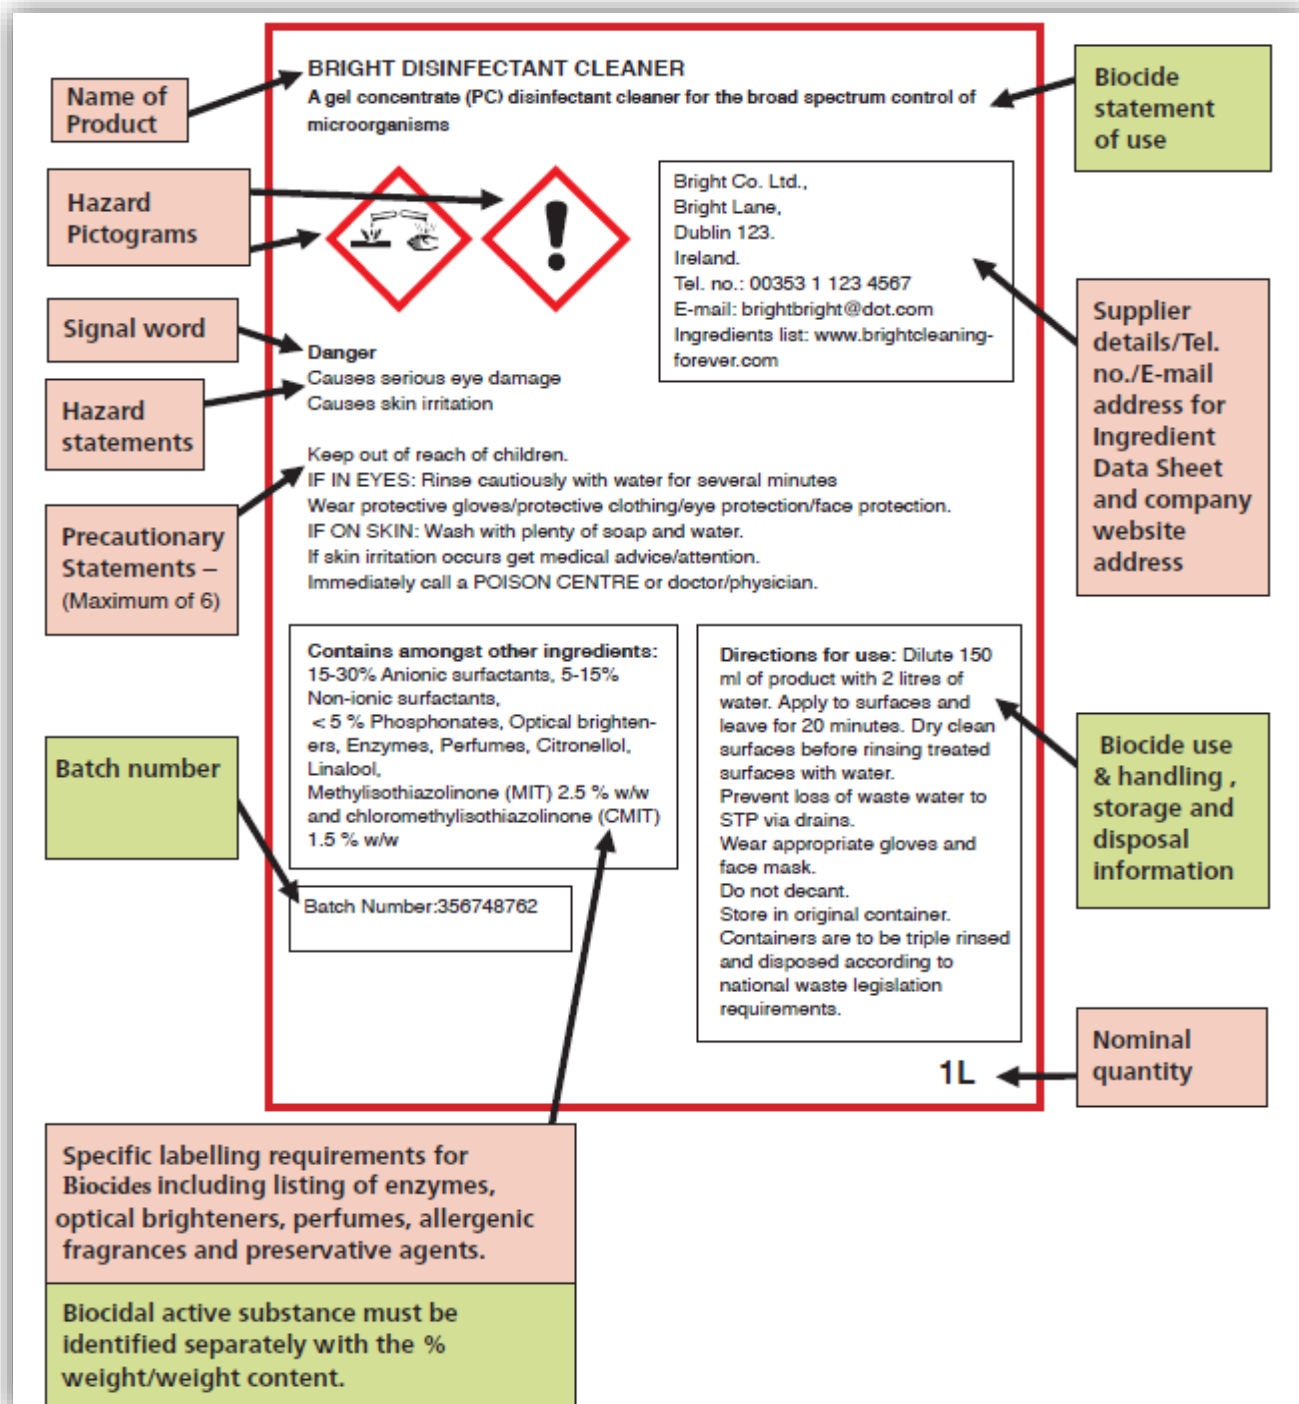 BRIGHT DISINFECTANT CLEANER
A gel concentrate (PC) disinfectant cleaner for the broad spectrum control of
microorganisms
Name of
Product
Biocide
statement
of use
Hazard
Pictograms
Bright Co. Ltd.,
Bright Lane,
Dublin 123.
Ireland.
Tel. no.: 00353 1 123 4567
E-mail: brightbright@dot.com
Ingredients list: www.brightcleaning-
forever.com
Signal word
Supplier
details/Tel.
no./E-mail
address for
Ingredient
Data Sheet
and company
website
address
Danger
Causes serious eye damage
Causes skin irritation
Hazard
statements
Keep out of reach of children.
IF IN EYES: Rinse cautiously with water for several minutes
Wear protective gloves/protective clothing/eye protection/face protection.
IF ON SKIN: Wash with plenty of soap and water.
If skin irritation occurs get medical advice/attention.
Immediately call a POISON CENTRE or doctor/physician.
Precautionary
Statements –
(Maximum of 6)
Contains amongst other ingredients:
15-30% Anionic surfactants, 5-15%
Non-ionic surfactants,
< 5 % Phosphonates, Optical brighten-
ers, Enzymes, Perfumes, Citronellol,
Linalool,
Methylisothiazolinone (MIT) 2.5 % w/w
and chloromethylisothiazolinone (CMIT)
1.5 % w/w
Directions for use: Dilute 150
ml of product with 2 litres of
water. Apply to surfaces and
leave for 20 minutes. Dry clean
surfaces before rinsing treated
surfaces with water.
Prevent loss of waste water to
STP via drains.
Wear appropriate gloves and
face mask.
Do not decant.
Store in original container.
Containers are to be triple rinsed
and disposed according to
national waste legislation
requirements.
Batch number
Biocide use
& handling ,
storage and
disposal
information
Batch Number:356748762
1L
Nominal
quantity
Specific labelling requirements for
Biocides including listing of enzymes,
optical brighteners, perfumes, allergenic
fragrances and preservative agents.
Biocidal active substance must be
identified separately with the %
weight/weight content.